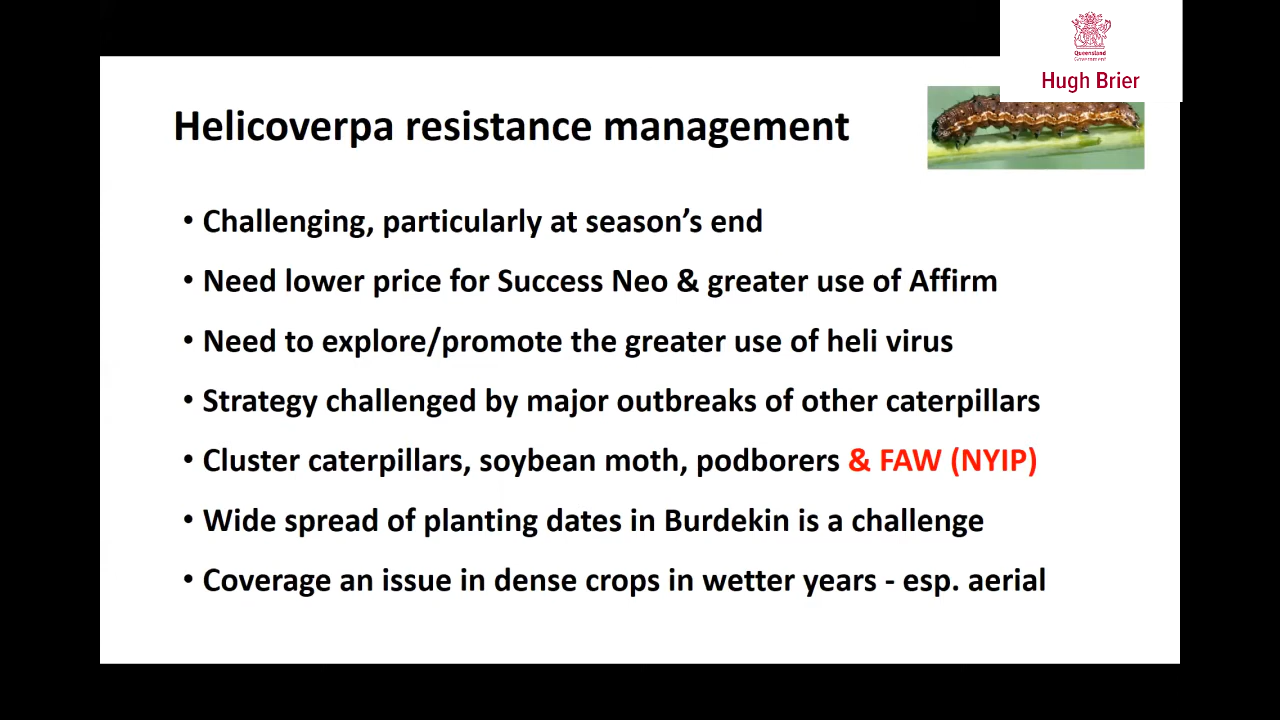 Queensland
Government
Hugh Brier
Helicoverpa resistance management
• Challenging, particularly at season's end
• Need lower price for Success Neo & greater use of Affirm
• Need to explore/promote the greater use of heli virus
• Strategy challenged by major outbreaks of other caterpillars
• Cluster caterpillars, soybean moth, podborers & FAW (NYIP)
• Wide spread of planting dates in Burdekin is a challenge
• Coverage an issue in dense crops in wetter years - esp. aerial